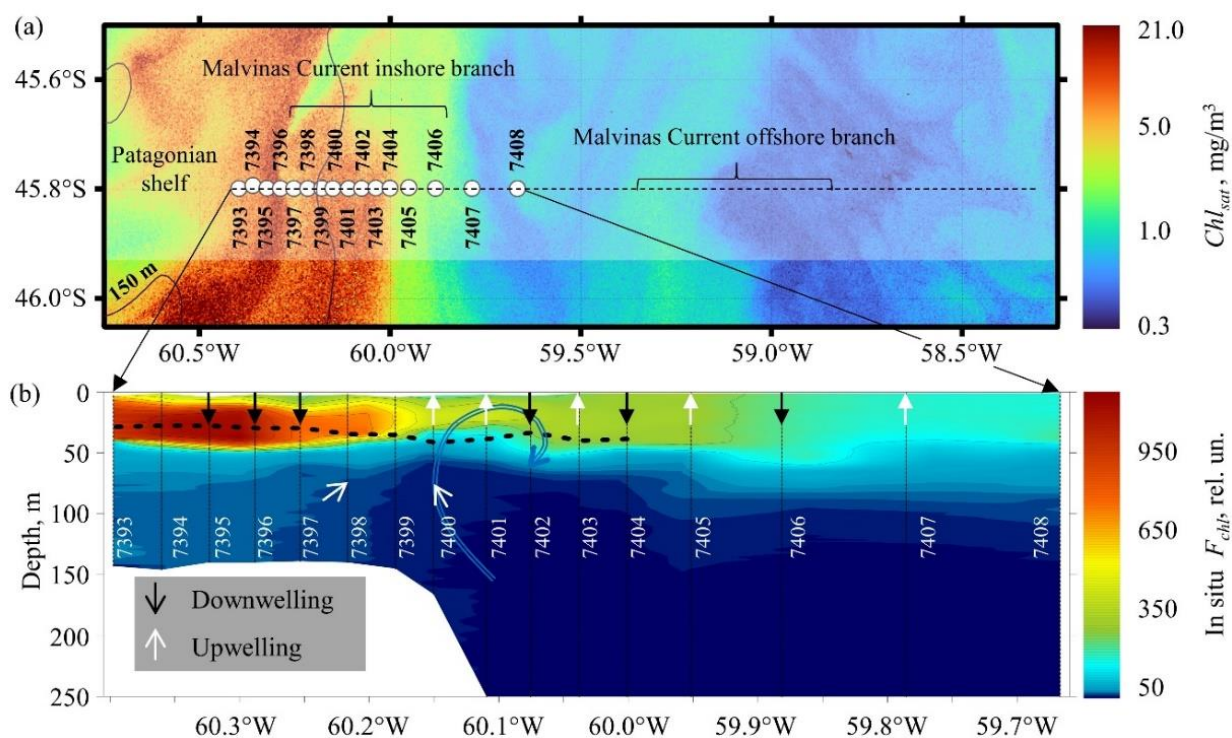 (a)
45.6°S
45.8°S
46.0°S
Malvinas Current inshore branch
Malvinas Current offshore branch
Patagonian
shelf
7394
7396
7398
7400
7402
7404
7406
7408
7393
7395
7397
7399
7401
7403
7405
7407
150 m
60.5°W
60.0°W
59.5°W
59.0°W
58.5°W
21.0
5.0
1.0
0.3
Chl_sat, mg/m³
(b)
0
50
100
150
200
250
Depth, m
7393
7394
7395
7396
7397
7398
7399
7400
7401
7402
7403
7404
7405
7406
7407
7408
Downwelling
Upwelling
60.3°W
60.2°W
60.1°W
60.0°W
59.9°W
59.8°W
59.7°W
950
650
350
50
In situ F_chl, rel. un.